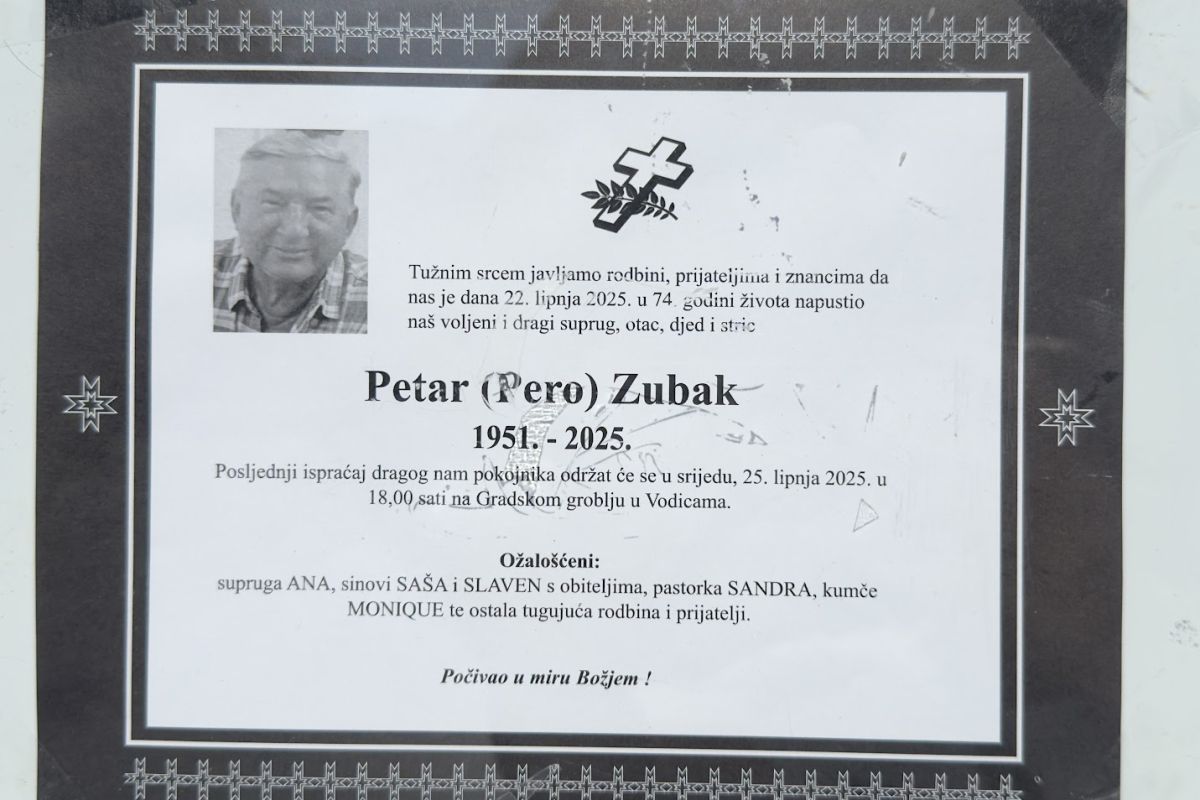 Tužnim srcem javljamo rodbini, prijateljima i znancima da
nas je dana 22. lipnja 2025. u 74. godini života napustio
naš voljeni i dragi suprug, otac, djed i stric
Petar (Pero) Zubak
1951. - 2025.
Posljednji ispraćaj dragog nam pokojnika održat će se u srijedu, 25. lipnja 2025. u
18,00 sati na Gradskom groblju u Vodicama.
Ožalošćeni:
supruga ANA, sinovi SAŠA i SLAVEN s obiteljima, pastorka SANDRA, kumče
MONIQUE te ostala tugujuća rodbina i prijatelji.
Počivao u miru Božjem !